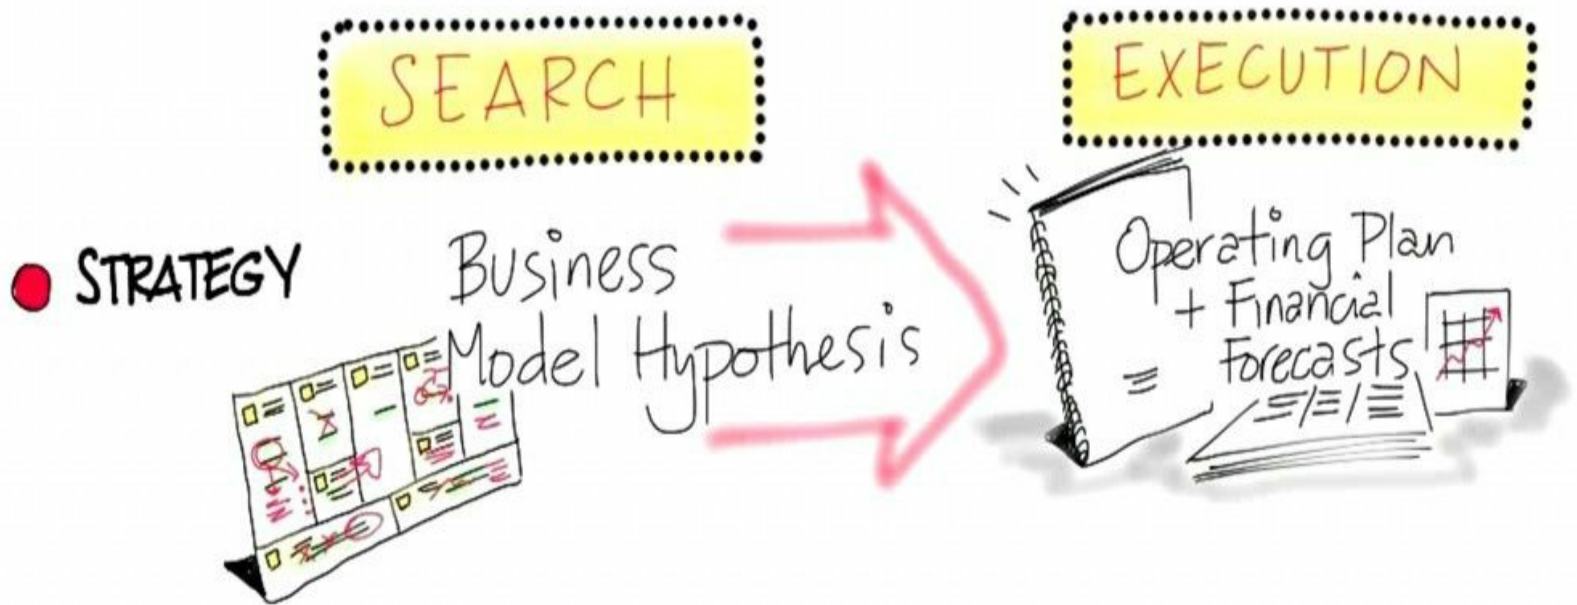 SEARCH
EXECUTION
STRATEGY
Business
Model Hypothesis
Operating Plan
+ Financial
Forecasts